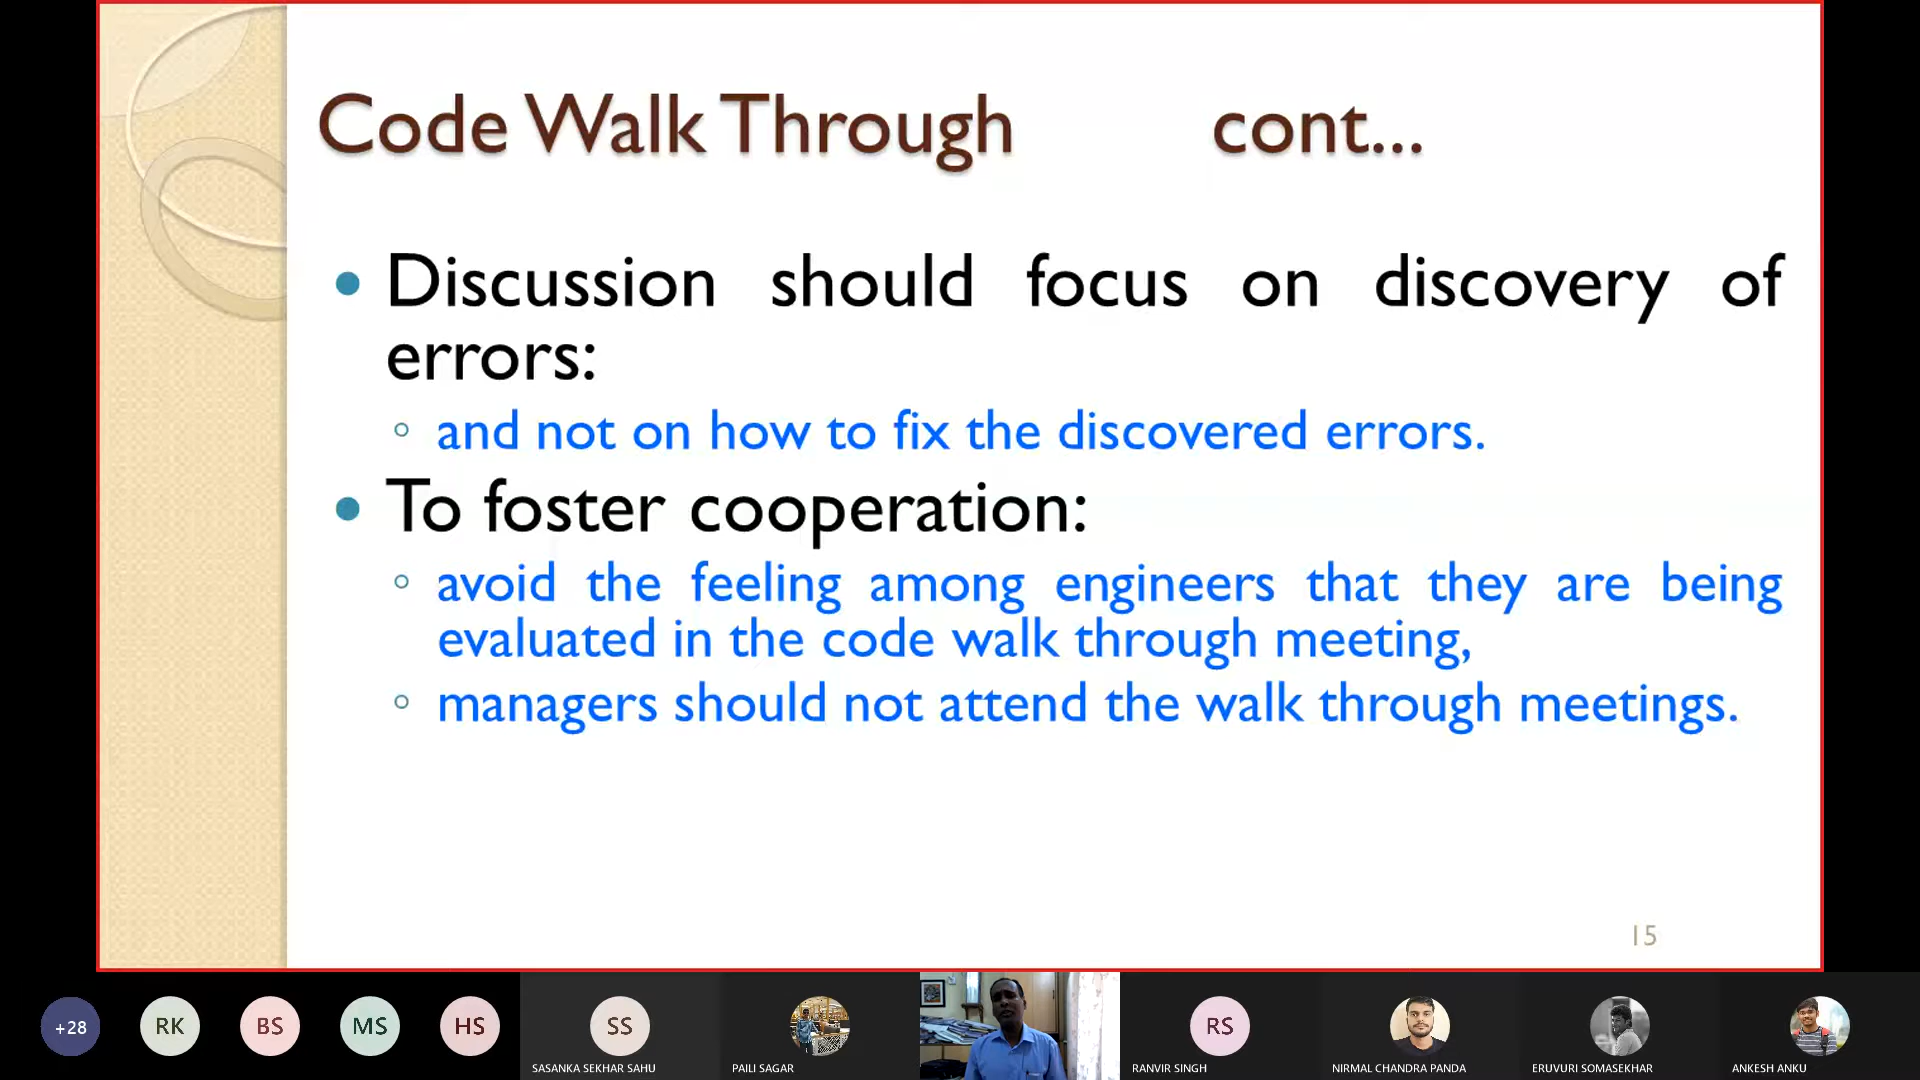 Code Walk Through cont...
• Discussion should focus on discovery of
errors:
◦ and not on how to fix the discovered errors.
• To foster cooperation:
◦ avoid the feeling among engineers that they are being
evaluated in the code walk through meeting,
◦ managers should not attend the walk through meetings.
15
+28 RK BS MS HS SS RS
SASANKA SEKHAR SAHU PAILI SAGAR RANVIR SINGH NIRMAL CHANDRA PANDA ERUVURI SOMASEKHAR ANKESH ANKU